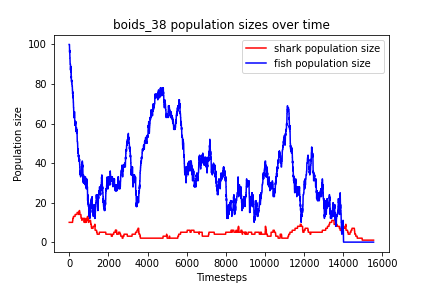 boids_38 population sizes over time
shark population size
fish population size
Population size
100
80
60
40
20
0
0 2000 4000 6000 8000 10000 12000 14000 16000
Timesteps